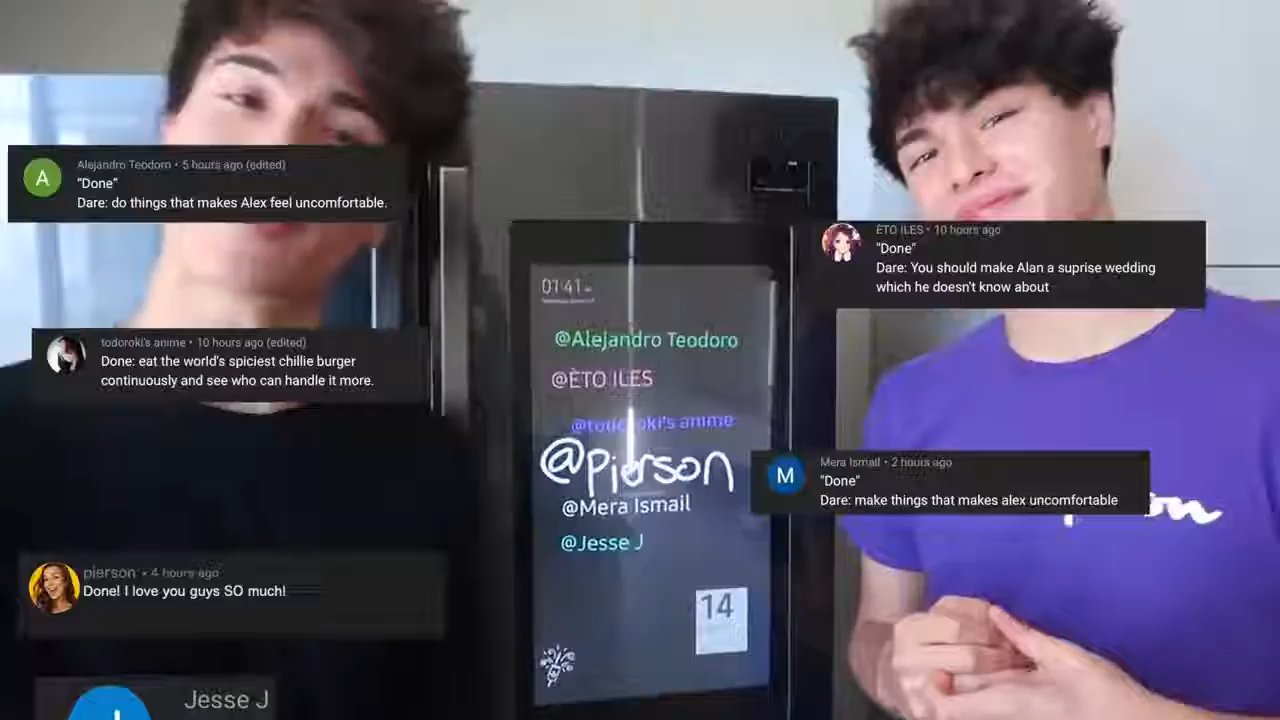 Alejandro Teodoro • 5 hours ago (edited)
"Done"
Dare: do things that makes Alex feel uncomfortable.
ÈTO ILES • 10 hours ago
"Done"
Dare: You should make Alan a suprise wedding
which he doesn't know about
todoroki's anime • 10 hours ago (edited)
Done: eat the world's spiciest chillie burger
continuously and see who can handle it more.
01:41
@Alejandro Teodoro
@ÈTO ILES
@todoroki's anime
@pierson
@Mera Ismail
@Jesse J
14
M
Mera Ismail • 2 hours ago
"Done"
Dare: make things that makes alex uncomfortable
pierson • 4 hours ago
Done! I love you guys SO much!
Jesse J
A